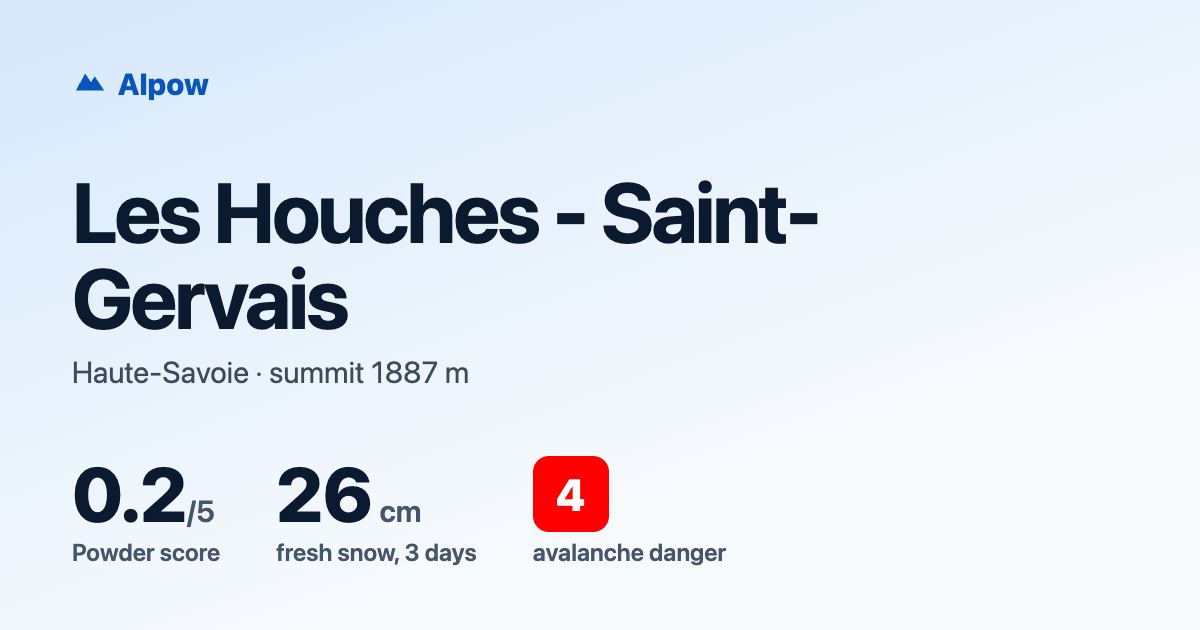 Alpow
Les Houches - Saint-
Gervais
Haute-Savoie · summit 1887 m
0.2/5
Powder score
26 cm
fresh snow, 3 days
4
avalanche danger